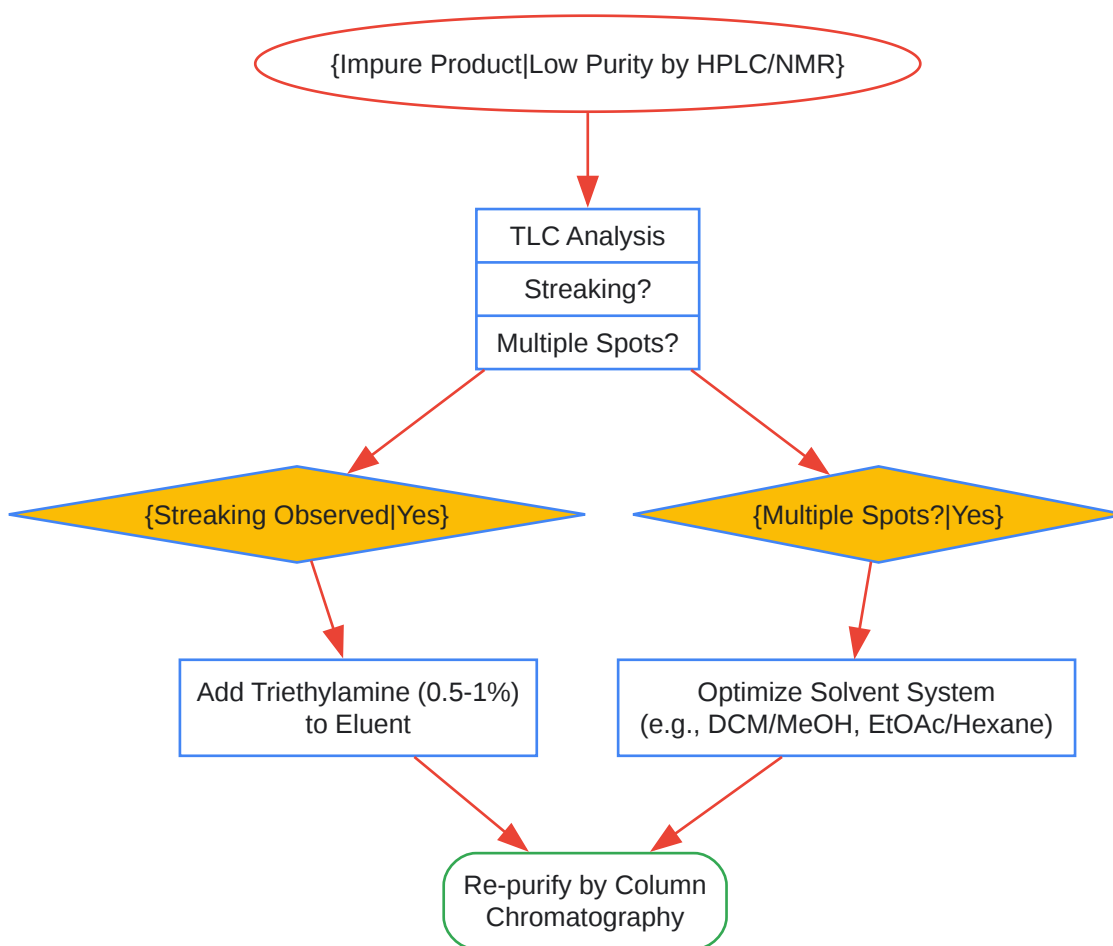 {Impure Product|Low Purity by HPLC/NMR}
TLC Analysis
Streaking?
Multiple Spots?
{Streaking Observed|Yes}
{Multiple Spots?|Yes}
Add Triethylamine (0.5-1%)
to Eluent
Optimize Solvent System
(e.g., DCM/MeOH, EtOAc/Hexane)
Re-purify by Column
Chromatography